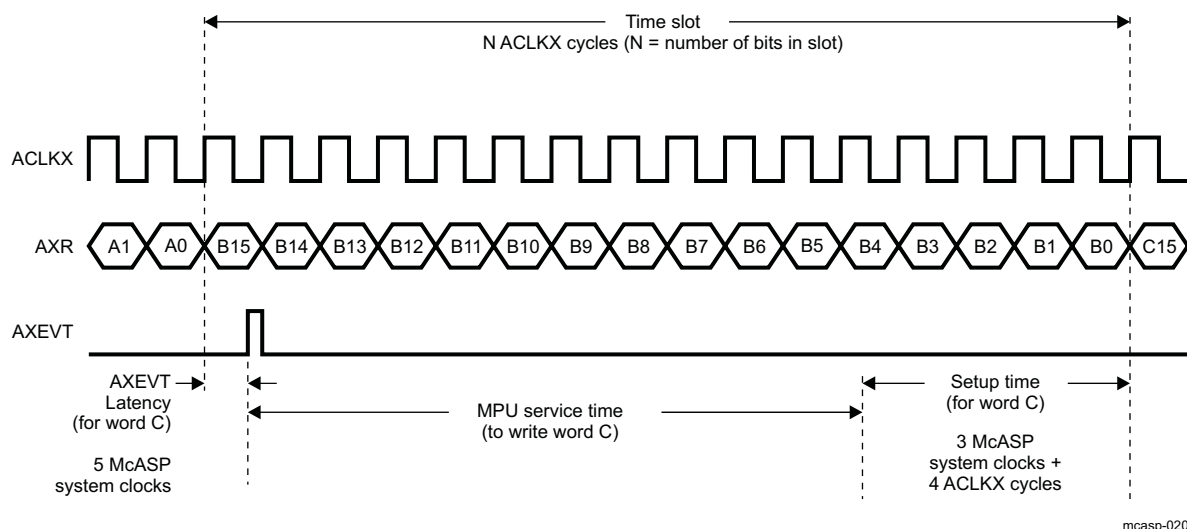 Time slot
N ACLKX cycles (N = number of bits in slot)
ACLKX
AXR
A1 A0 B15 B14 B13 B12 B11 B10 B9 B8 B7 B6 B5 B4 B3 B2 B1 B0 C15
AXEVT
AXEVT
Latency
(for word C)
5 McASP
system clocks
MPU service time
(to write word C)
Setup time
(for word C)
3 McASP
system clocks +
4 ACLKX cycles
mcasp-020